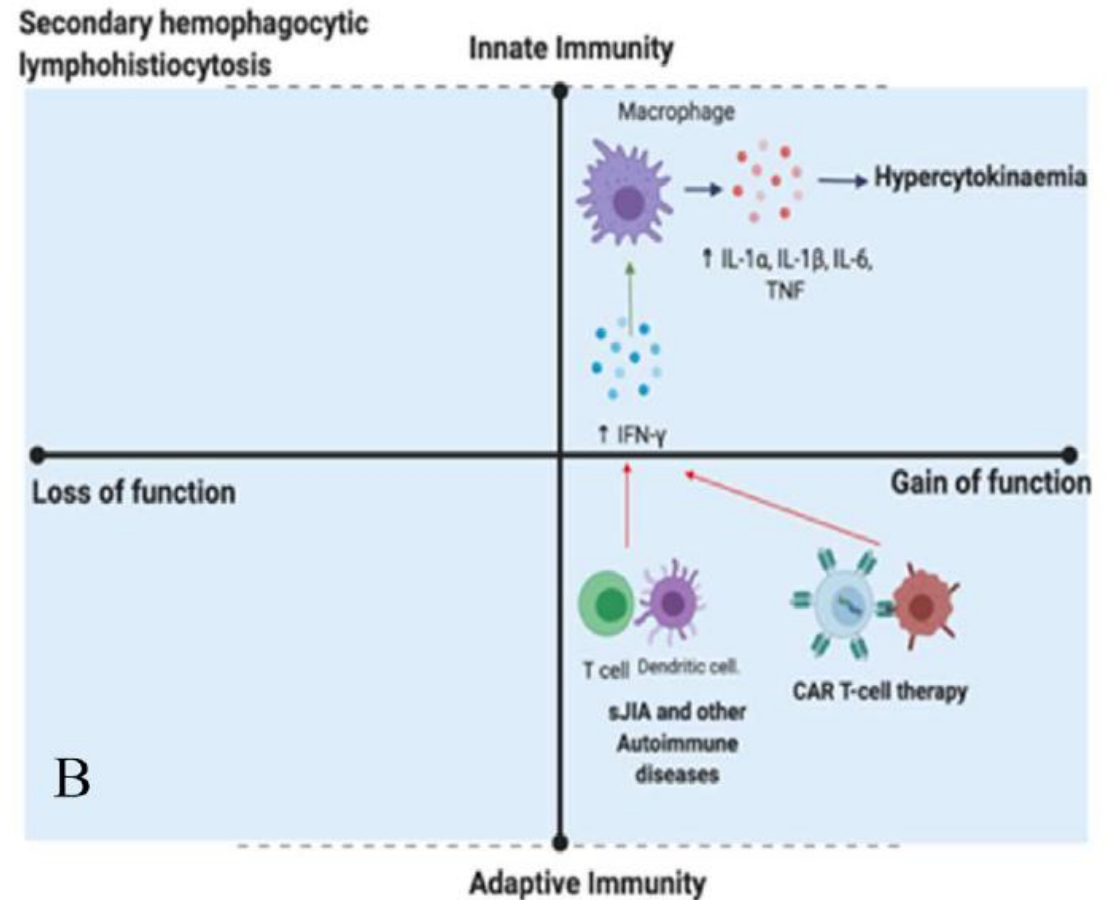 Secondary hemophagocytic
lymphohistiocytosis
Innate Immunity
Macrophage
Hypercytokinaemia
↑ IL-1α, IL-1β, IL-6,
TNF
↑ IFN-γ
Loss of function
Gain of function
T cell Dendritic cell.
CAR T-cell therapy
sJIA and other
Autoimmune
diseases
B
Adaptive Immunity